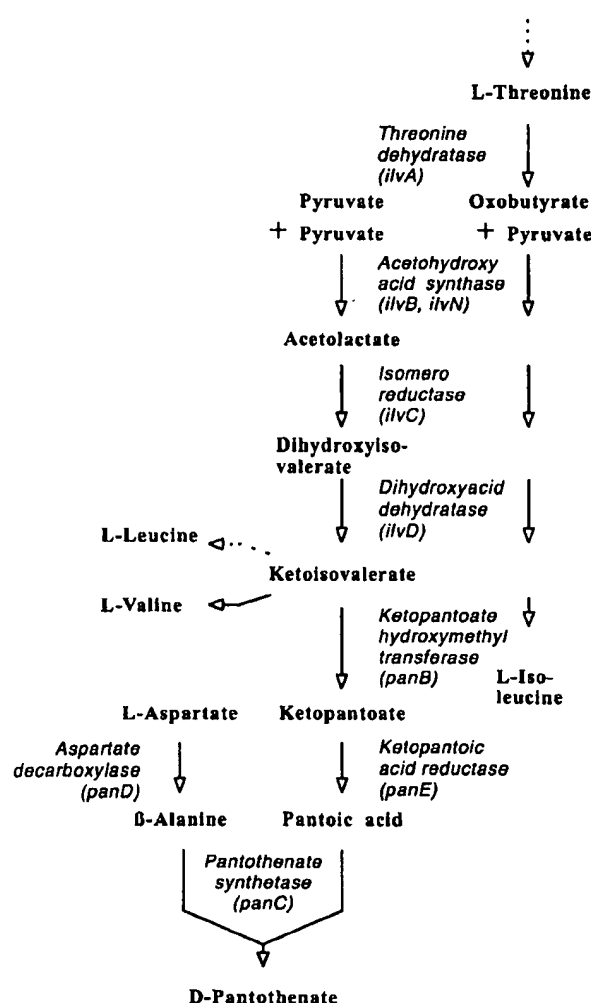 L-Threonine
Threonine
dehydratase
(ilvA)
Pyruvate
+ Pyruvate
Oxobutyrate
+ Pyruvate
Acetohydroxy
acid synthase
(ilvB, ilvN)
Acetolactate
Isomero
reductase
(ilvC)
Dihydroxyiso-
valerate
Dihydroxyacid
dehydratase
(ilvD)
L-Leucine
Ketoisovalerate
L-Valine
Ketopantoate
hydroxymethyl
transferase
(panB)
L-Iso-
leucine
L-Aspartate
Ketopantoate
Aspartate
decarboxylase
(panD)
Ketopantoic
acid reductase
(panE)
ß-Alanine
Pantoic acid
Pantothenate
synthetase
(panC)
D-Pantothenate